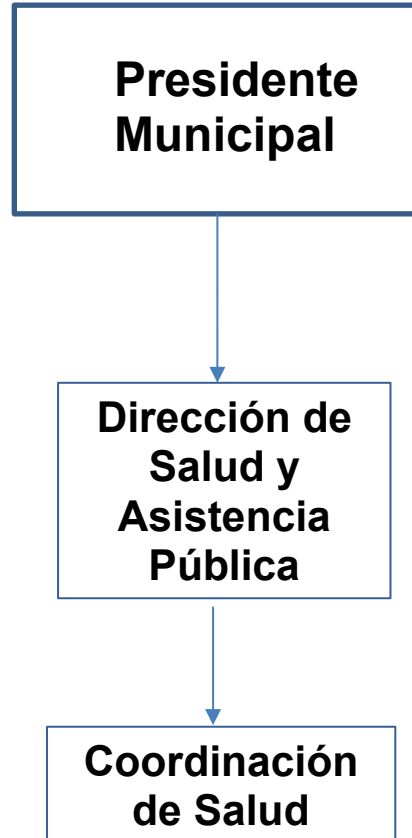 Presidente
Municipal
Dirección de
Salud y
Asistencia
Pública
Coordinación
de Salud